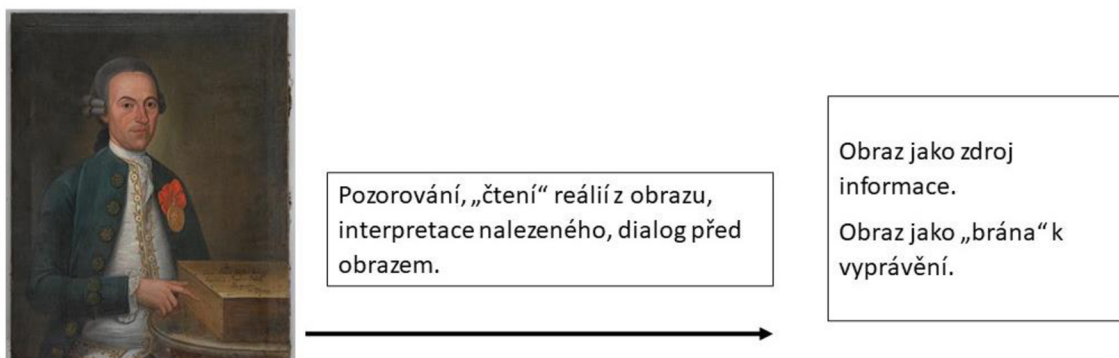 Pozorování, „čtení“ reálií z obrazu,
interpretace nalezeného, dialog před
obrazem.
Obraz jako zdroj
informace.
Obraz jako „brána“ k
vyprávění.